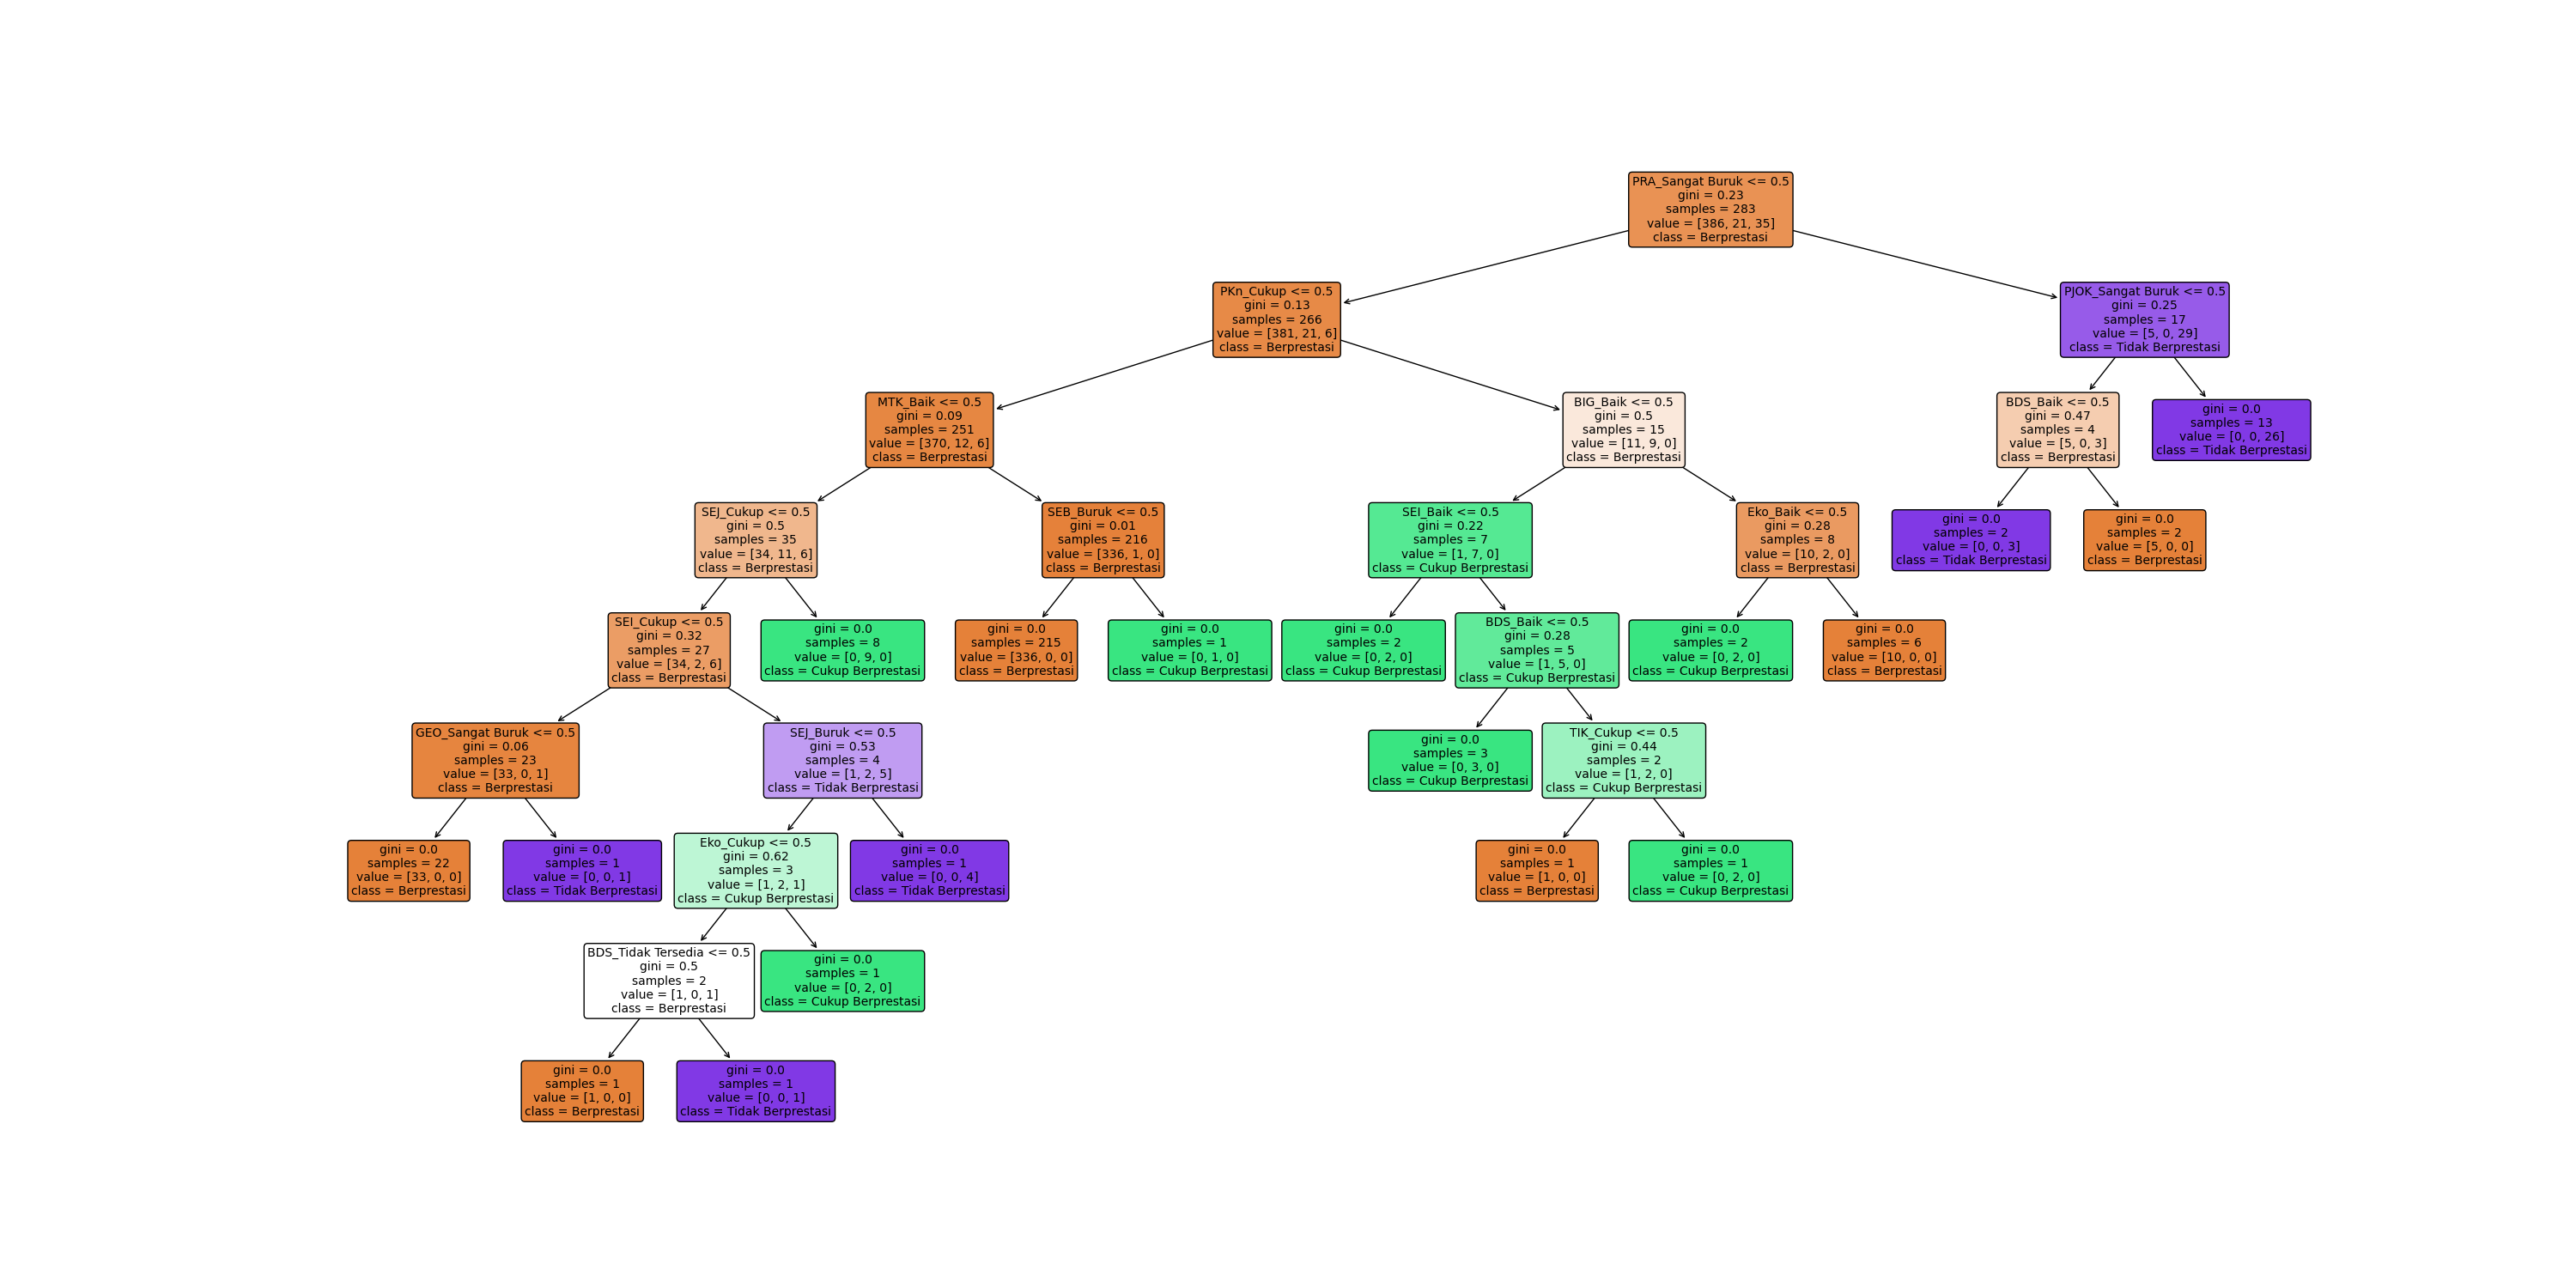 PRA_Sangat Buruk <= 0.5
gini = 0.23
samples = 283
value = [386, 21, 35]
class = Berprestasi
PKn_Cukup <= 0.5
gini = 0.13
samples = 266
value = [381, 21, 6]
class = Berprestasi
PJOK_Sangat Buruk <= 0.5
gini = 0.25
samples = 17
value = [5, 0, 29]
class = Tidak Berprestasi
MTK_Baik <= 0.5
gini = 0.09
samples = 251
value = [370, 12, 6]
class = Berprestasi
BIG_Baik <= 0.5
gini = 0.5
samples = 15
value = [11, 9, 0]
class = Berprestasi
BDS_Baik <= 0.5
gini = 0.47
samples = 4
value = [5, 0, 3]
class = Berprestasi
gini = 0.0
samples = 13
value = [0, 0, 26]
class = Tidak Berprestasi
SEJ_Cukup <= 0.5
gini = 0.5
samples = 35
value = [34, 11, 6]
class = Berprestasi
SEB_Buruk <= 0.5
gini = 0.01
samples = 216
value = [336, 1, 0]
class = Berprestasi
SEI_Baik <= 0.5
gini = 0.22
samples = 7
value = [1, 7, 0]
class = Cukup Berprestasi
Eko_Baik <= 0.5
gini = 0.28
samples = 8
value = [10, 2, 0]
class = Berprestasi
gini = 0.0
samples = 2
value = [0, 0, 3]
class = Tidak Berprestasi
gini = 0.0
samples = 2
value = [5, 0, 0]
class = Berprestasi
SEI_Cukup <= 0.5
gini = 0.32
samples = 27
value = [34, 2, 6]
class = Berprestasi
gini = 0.0
samples = 8
value = [0, 9, 0]
class = Cukup Berprestasi
gini = 0.0
samples = 215
value = [336, 0, 0]
class = Berprestasi
gini = 0.0
samples = 1
value = [0, 1, 0]
class = Cukup Berprestasi
gini = 0.0
samples = 2
value = [0, 2, 0]
class = Cukup Berprestasi
BDS_Baik <= 0.5
gini = 0.28
samples = 5
value = [1, 5, 0]
class = Cukup Berprestasi
gini = 0.0
samples = 2
value = [0, 2, 0]
class = Cukup Berprestasi
gini = 0.0
samples = 6
value = [10, 0, 0]
class = Berprestasi
GEO_Sangat Buruk <= 0.5
gini = 0.06
samples = 23
value = [33, 0, 1]
class = Berprestasi
SEJ_Buruk <= 0.5
gini = 0.53
samples = 4
value = [1, 2, 5]
class = Tidak Berprestasi
gini = 0.0
samples = 3
value = [0, 3, 0]
class = Cukup Berprestasi
TIK_Cukup <= 0.5
gini = 0.44
samples = 2
value = [1, 2, 0]
class = Cukup Berprestasi
gini = 0.0
samples = 22
value = [33, 0, 0]
class = Berprestasi
gini = 0.0
samples = 1
value = [0, 0, 1]
class = Tidak Berprestasi
Eko_Cukup <= 0.5
gini = 0.62
samples = 3
value = [1, 2, 1]
class = Cukup Berprestasi
gini = 0.0
samples = 1
value = [0, 0, 4]
class = Tidak Berprestasi
gini = 0.0
samples = 1
value = [1, 0, 0]
class = Berprestasi
gini = 0.0
samples = 1
value = [0, 2, 0]
class = Cukup Berprestasi
BDS_Tidak Tersedia <= 0.5
gini = 0.5
samples = 2
value = [1, 0, 1]
class = Berprestasi
gini = 0.0
samples = 1
value = [0, 2, 0]
class = Cukup Berprestasi
gini = 0.0
samples = 1
value = [1, 0, 0]
class = Berprestasi
gini = 0.0
samples = 1
value = [0, 0, 1]
class = Tidak Berprestasi